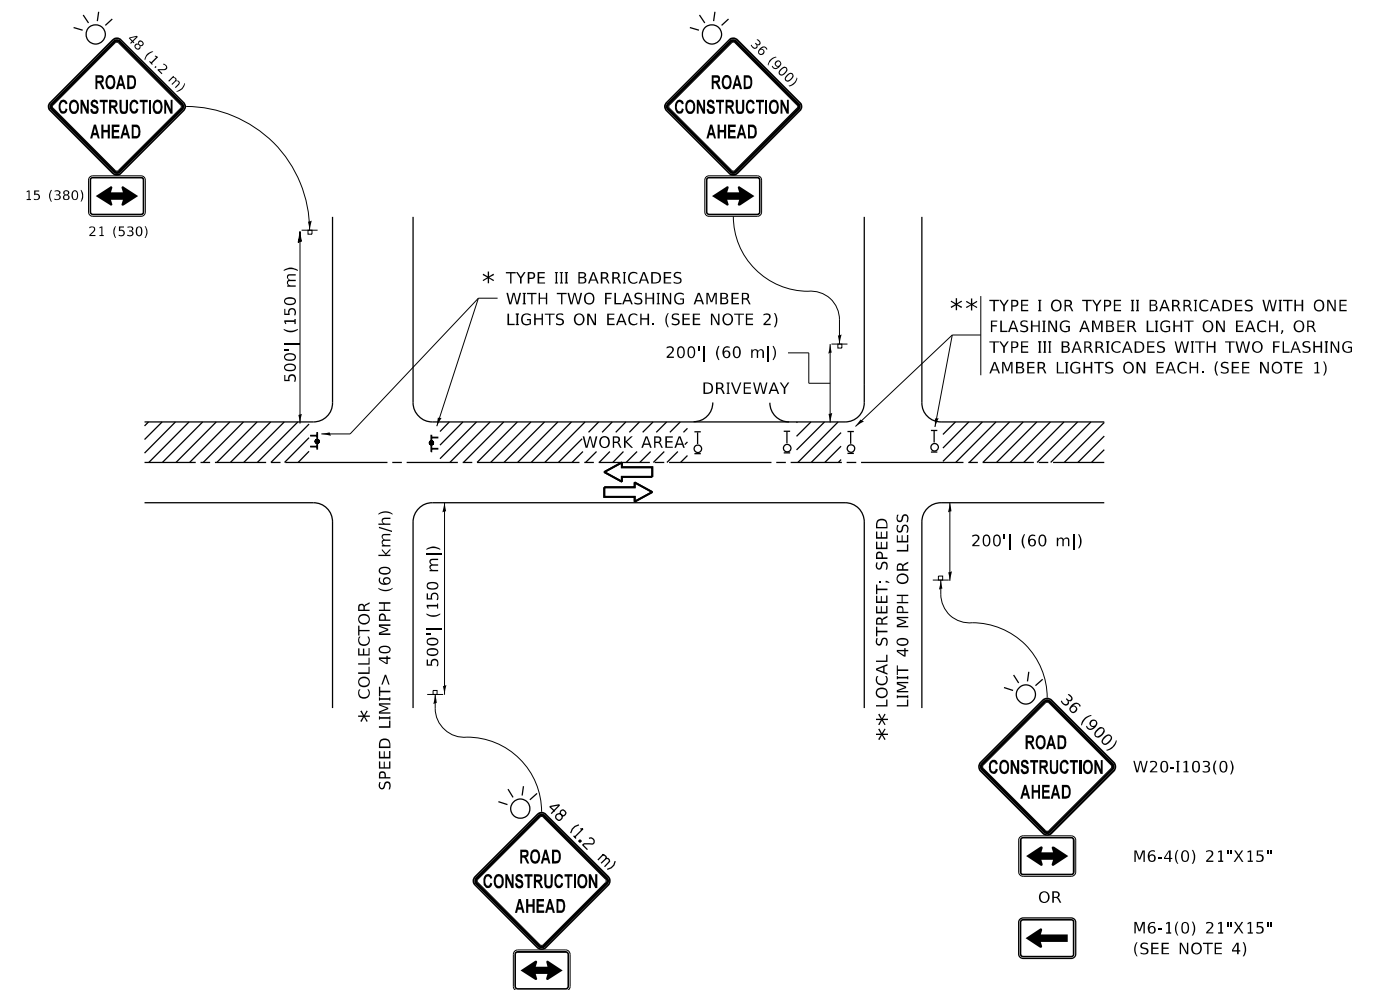 48 (1.2 m)
ROAD
CONSTRUCTION
AHEAD
15 (380)
21 (530)
36 (900)
ROAD
CONSTRUCTION
AHEAD
500'| (150 m)
* TYPE III BARRICADES
WITH TWO FLASHING AMBER
LIGHTS ON EACH. (SEE NOTE 2)
200'| (60 m|)
DRIVEWAY
** TYPE I OR TYPE II BARRICADES WITH ONE
FLASHING AMBER LIGHT ON EACH, OR
TYPE III BARRICADES WITH TWO FLASHING
AMBER LIGHTS ON EACH. (SEE NOTE 1)
WORK AREA
* COLLECTOR
SPEED LIMIT> 40 MPH (60 km/h)
500'| (150 m|)
** LOCAL STREET; SPEED
LIMIT 40 MPH OR LESS
200'| (60 m|)
48 (1.2 m)
ROAD
CONSTRUCTION
AHEAD
36 (900)
ROAD
CONSTRUCTION
AHEAD
W20-I103(0)
M6-4(0) 21"X15"
OR
M6-1(0) 21"X15"
(SEE NOTE 4)